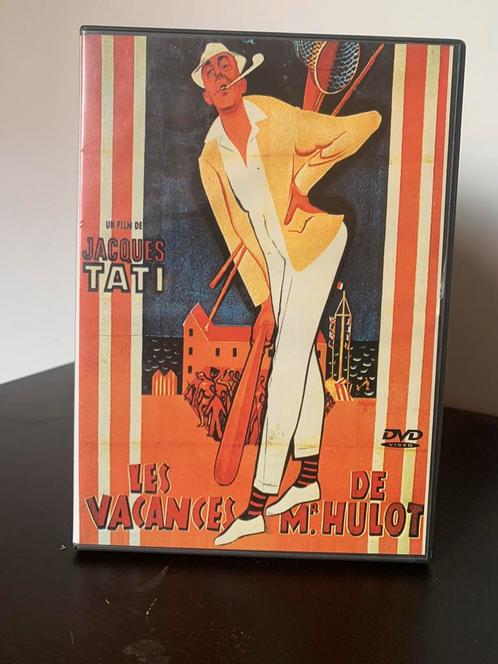 UN FILM DE
JACQUES
TATI
DVD
VIDEO
LES VACANCES
DE MR. HULOT